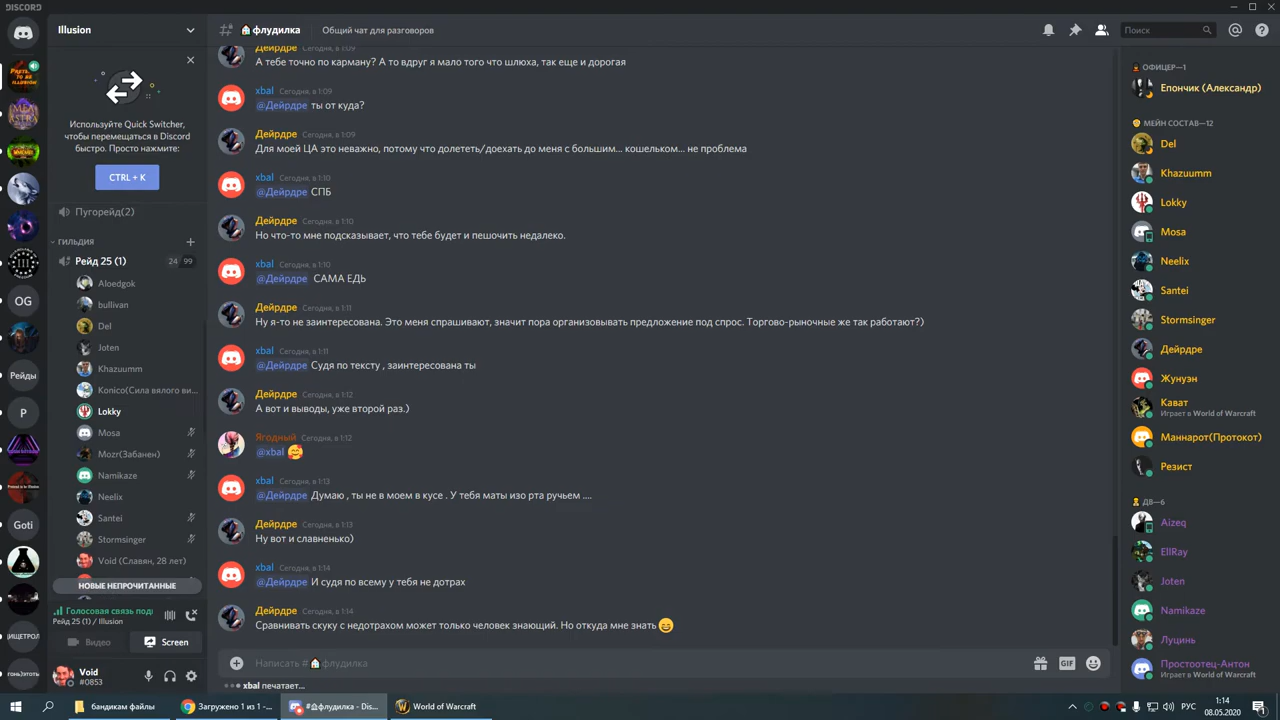 DISCORD
Illusion
Используйте Quick Switcher,
чтобы перемещаться в Discord
быстро. Просто нажмите:
CTRL + K
Пугорейд(2)
ГИЛЬДИЯ
Рейд 25 (1)
24 99
Aloedgok
bullivan
Del
Joten
Khazuumm
Konico(Сила вялого ви...
Lokky
Mosa
Mozr(Забанен)
Namikaze
Neelix
Santei
Stormsinger
Void (Славян, 28 лет)
НОВЫЕ НЕПРОЧИТАННЫЕ
Голосовая связь под
Рейд 25 (1) / Illusion
Видео
Screen
Void
#0853
OG
Рейды
P
Goti
ИЩЕТРОЛ
ГОНЬЭТОТЫ
флудилка
Общий чат для разговоров
Поиск
Дейрдре Сегодня, в 1:09
А тебе точно по карману? А то вдруг я мало того что шлюха, так еще и дорогая
xbal Сегодня, в 1:09
@Дейрдре ты от куда?
Дейрдре Сегодня, в 1:09
Для моей ЦА это неважно, потому что долететь/доехать до меня с большим... кошельком... не проблема
xbal Сегодня, в 1:10
@Дейрдре СПБ
Дейрдре Сегодня, в 1:10
Но что-то мне подсказывает, что тебе будет и пешочить недалеко.
xbal Сегодня, в 1:10
@Дейрдре САМА ЕДЬ
Дейрдре Сегодня, в 1:11
Ну я-то не заинтересована. Это меня спрашивают, значит пора организовывать предложение под спрос. Торгово-рыночные же так работают?)
xbal Сегодня, в 1:11
@Дейрдре Судя по тексту , заинтересована ты
Дейрдре Сегодня, в 1:12
А вот и выводы, уже второй раз.)
Ягодный Сегодня, в 1:12
@xbal 🥰
xbal Сегодня, в 1:13
@Дейрдре Думаю , ты не в моем в кусе . У тебя маты изо рта ручьем ....
Дейрдре Сегодня, в 1:13
Ну вот и славненько)
xbal Сегодня, в 1:14
@Дейрдре И судя по всему у тебя не дотрах
Дейрдре Сегодня, в 1:14
Сравнивать скуку с недотрахом может только человек знающий. Но откуда мне знать 😄
Написать #🏠флудилка
GIF
xbal печатает...
ОФИЦЕР—1
Епончик (Александр)
МЕЙН СОСТАВ—12
Del
Khazuumm
Lokky
Mosa
Neelix
Santei
Stormsinger
Дейрдре
Жунуэн
Кават
Играет в World of Warcraft
Маннарот(Протокот)
Резист
ДВ—6
Aizeq
EllRay
Joten
Namikaze
Луцинь
Простоотец-Антон
Играет в World of Warcraft
бандикам файлы
Загружено 1 из 1 -...
#🏠флудилка - Dis...
World of Warcraft
РУС
1:14
08.05.2020